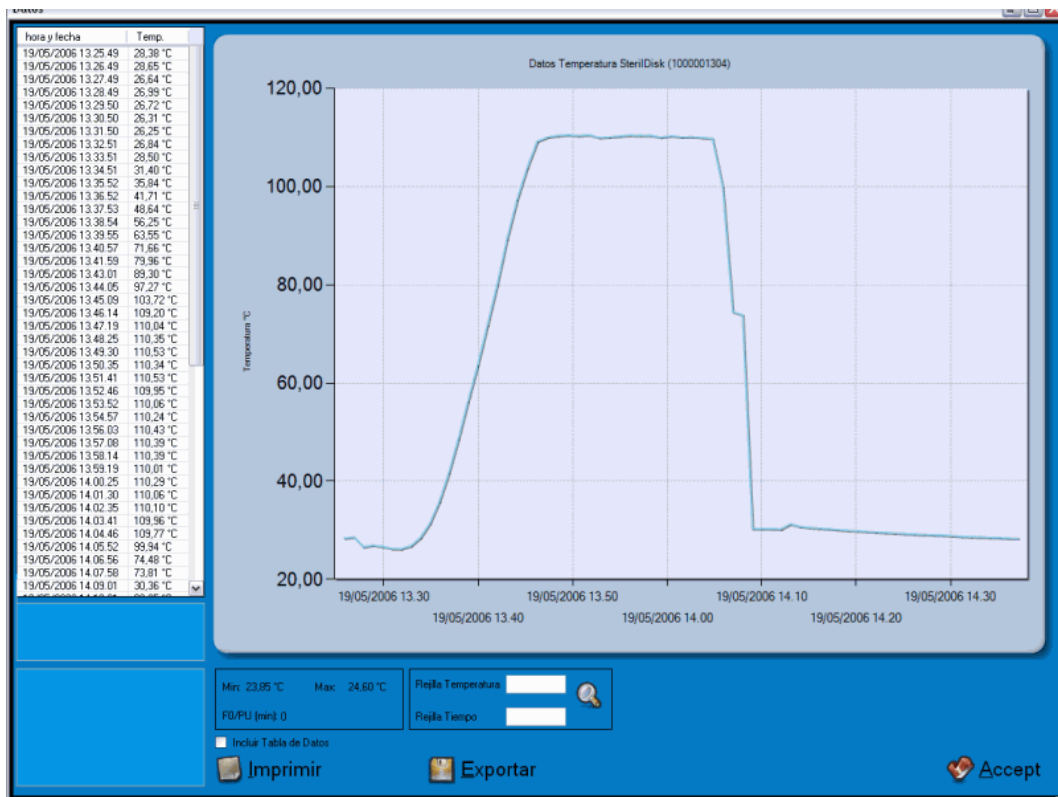 Datos
hora y fecha Temp.
19/05/2006 13.25.49 28,38 °C
19/05/2006 13.26.49 28,65 °C
19/05/2006 13.27.49 26,64 °C
19/05/2006 13.28.49 26,99 °C
19/05/2006 13.29.50 26,72 °C
19/05/2006 13.30.50 26,31 °C
19/05/2006 13.31.50 26,25 °C
19/05/2006 13.32.51 26,84 °C
19/05/2006 13.33.51 28,50 °C
19/05/2006 13.34.51 31,40 °C
19/05/2006 13.35.52 35,84 °C
19/05/2006 13.36.52 41,71 °C
19/05/2006 13.37.53 48,64 °C
19/05/2006 13.38.54 56,25 °C
19/05/2006 13.39.55 63,55 °C
19/05/2006 13.40.57 71,66 °C
19/05/2006 13.41.59 79,96 °C
19/05/2006 13.43.01 89,30 °C
19/05/2006 13.44.05 97,27 °C
19/05/2006 13.45.09 103,72 °C
19/05/2006 13.46.14 109,20 °C
19/05/2006 13.47.19 110,04 °C
19/05/2006 13.48.25 110,35 °C
19/05/2006 13.49.30 110,53 °C
19/05/2006 13.50.35 110,34 °C
19/05/2006 13.51.41 110,53 °C
19/05/2006 13.52.46 109,95 °C
19/05/2006 13.53.52 110,06 °C
19/05/2006 13.54.57 110,24 °C
19/05/2006 13.56.03 110,43 °C
19/05/2006 13.57.08 110,39 °C
19/05/2006 13.58.14 110,39 °C
19/05/2006 13.59.19 110,01 °C
19/05/2006 14.00.25 110,29 °C
19/05/2006 14.01.30 110,06 °C
19/05/2006 14.02.35 110,10 °C
19/05/2006 14.03.41 109,96 °C
19/05/2006 14.04.46 109,77 °C
19/05/2006 14.05.52 99,94 °C
19/05/2006 14.06.56 74,48 °C
19/05/2006 14.07.58 73,81 °C
19/05/2006 14.09.01 30,36 °C
Datos Temperatura SterilDisk (1000001304)
120,00
100,00
80,00
60,00
40,00
20,00
Temperatura °C
19/05/2006 13.30 19/05/2006 13.50 19/05/2006 14.10 19/05/2006 14.30
19/05/2006 13.40 19/05/2006 14.00 19/05/2006 14.20
Min: 23,85 °C Max: 24,60 °C
F0/PU (min): 0
Rejilla Temperatura
Rejilla Tiempo
Incluir Tabla de Datos
Imprimir Exportar Accept